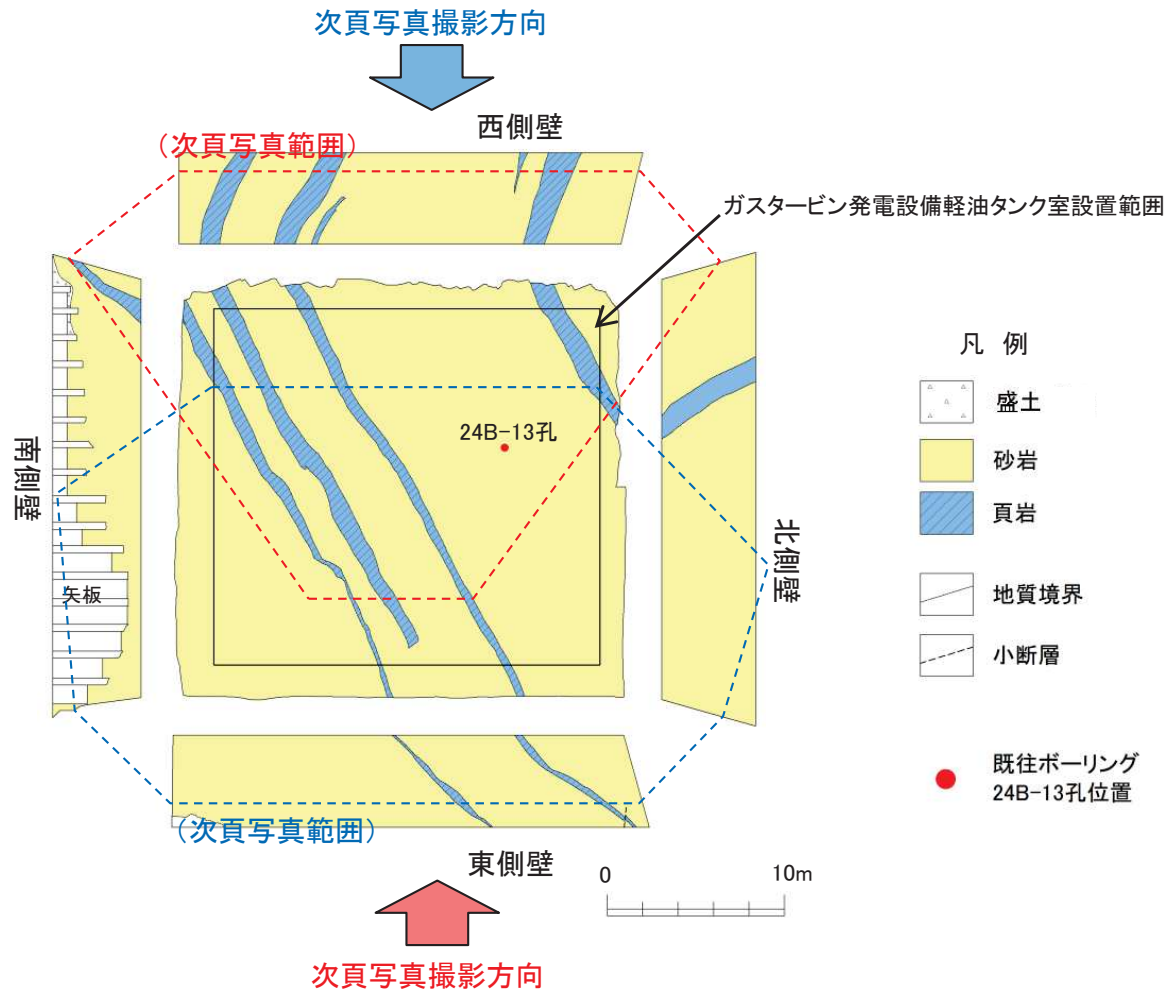 次頁写真撮影方向
西側壁
(次頁写真範囲)
ガスタービン発電設備軽油タンク室設置範囲
24B-13孔
南側壁
北側壁
矢板
凡 例
盛土
砂岩
頁岩
地質境界
小断層
既往ボーリング
24B-13孔位置
(次頁写真範囲)
東側壁
0 10m
次頁写真撮影方向